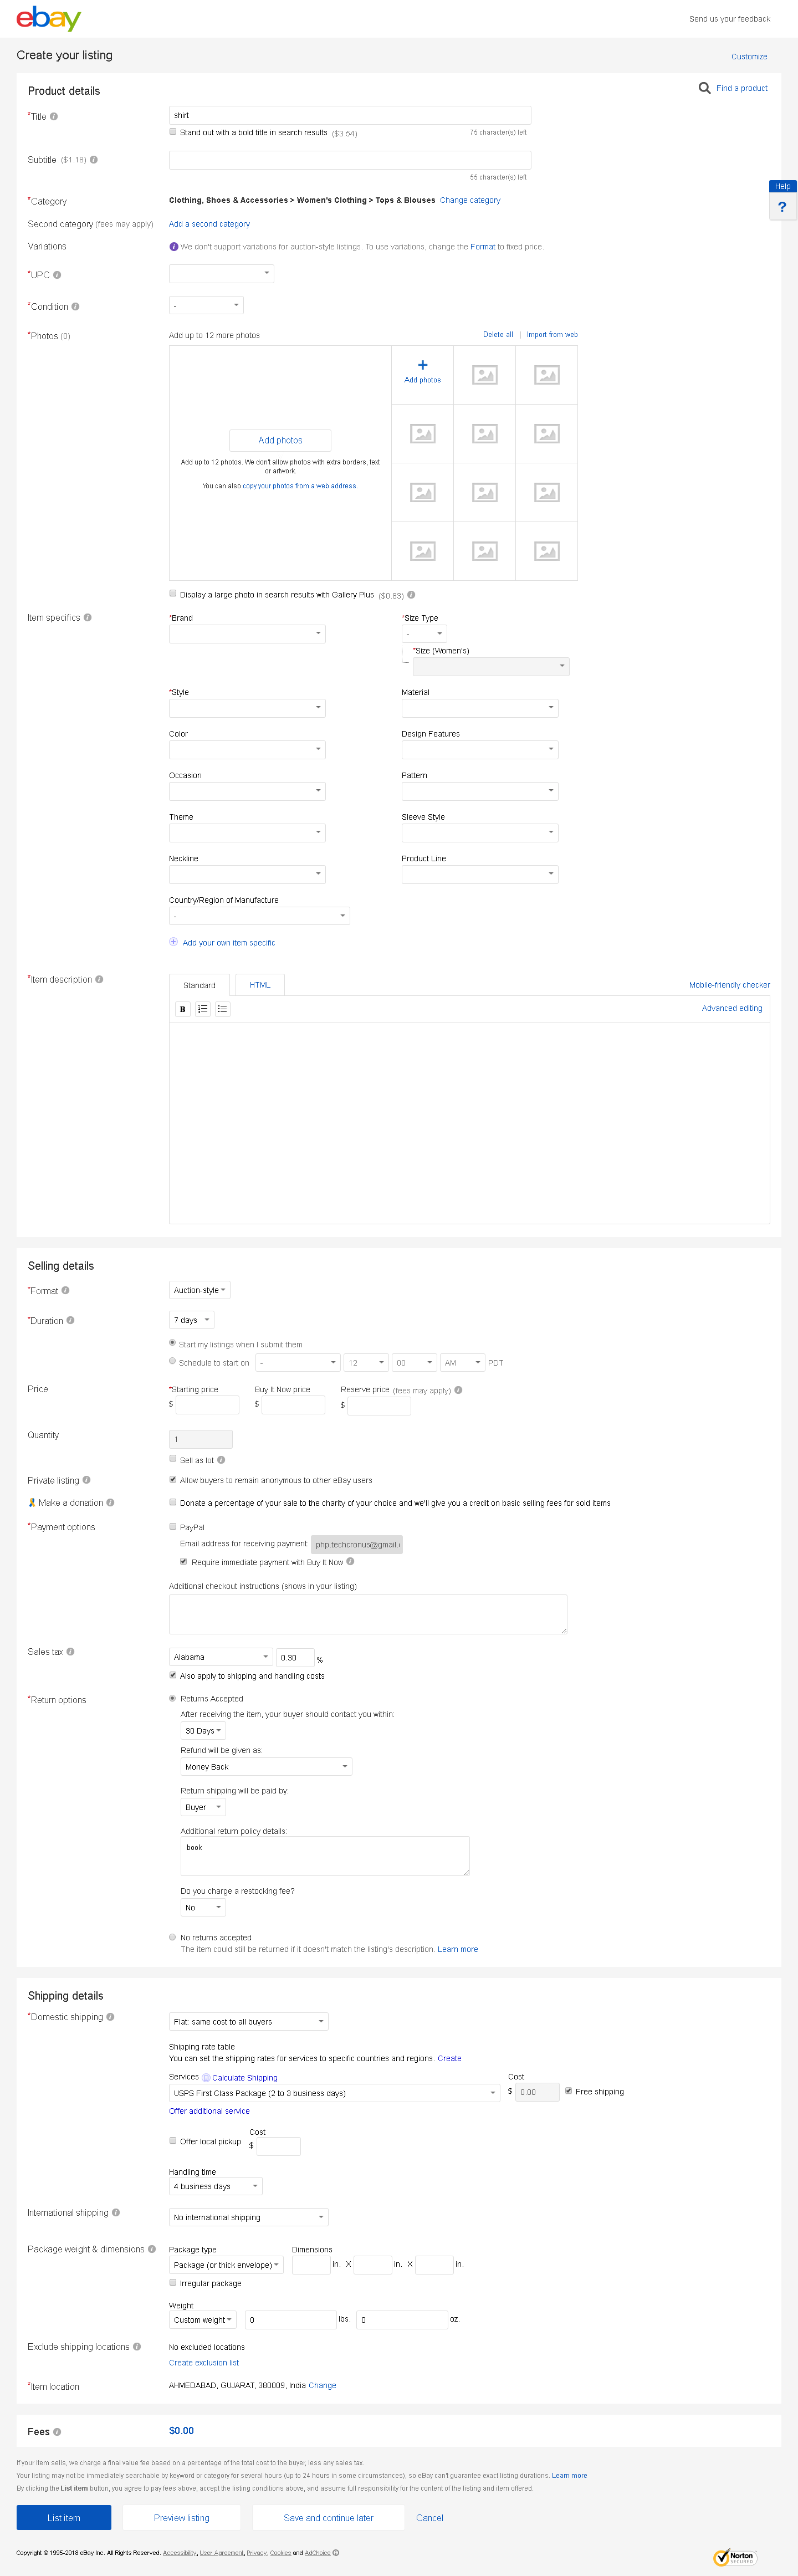 ebay
Send us your feedback
Create your listing
Customize
Product details
Find a product
*Title
shirt
Stand out with a bold title in search results ($3.54)
75 character(s) left
Subtitle ($1.18)
55 character(s) left
Help
?
*Category
Clothing, Shoes & Accessories > Women's Clothing > Tops & Blouses Change category
Second category (fees may apply)
Add a second category
Variations
We don't support variations for auction-style listings. To use variations, change the Format to fixed price.
*UPC
*Condition
-
*Photos (0)
Add up to 12 more photos
Delete all | Import from web
Add photos
Add photos
Add up to 12 photos. We don't allow photos with extra borders, text
or artwork.
You can also copy your photos from a web address.
Display a large photo in search results with Gallery Plus ($0.83)
Item specifics
*Brand
*Size Type
-
*Size (Women's)
*Style
Material
Color
Design Features
Occasion
Pattern
Theme
Sleeve Style
Neckline
Product Line
Country/Region of Manufacture
-
Add your own item specific
*Item description
Standard
HTML
Mobile-friendly checker
B
Advanced editing
Selling details
*Format
Auction-style
*Duration
7 days
Start my listings when I submit them
Schedule to start on - 12 00 AM PDT
Price
*Starting price
Buy It Now price
Reserve price (fees may apply)
$ $ $
Quantity
1
Sell as lot
Private listing
Allow buyers to remain anonymous to other eBay users
Make a donation
Donate a percentage of your sale to the charity of your choice and we'll give you a credit on basic selling fees for sold items
*Payment options
PayPal
Email address for receiving payment: php.techcronus@gmail.
Require immediate payment with Buy It Now
Additional checkout instructions (shows in your listing)
Sales tax
Alabama 0.30 %
Also apply to shipping and handling costs
*Return options
Returns Accepted
After receiving the item, your buyer should contact you within:
30 Days
Refund will be given as:
Money Back
Return shipping will be paid by:
Buyer
Additional return policy details:
book
Do you charge a restocking fee?
No
No returns accepted
The item could still be returned if it doesn't match the listing's description. Learn more
Shipping details
*Domestic shipping
Flat: same cost to all buyers
Shipping rate table
You can set the shipping rates for services to specific countries and regions. Create
Services Calculate Shipping
Cost
USPS First Class Package (2 to 3 business days)
$ 0.00 Free shipping
Offer additional service
Cost
Offer local pickup $
Handling time
4 business days
International shipping
No international shipping
Package weight & dimensions
Package type
Dimensions
Package (or thick envelope)
in. X in. X in.
Irregular package
Weight
Custom weight 0 lbs. 0 oz.
Exclude shipping locations
No excluded locations
Create exclusion list
*Item location
AHMEDABAD, GUJARAT, 380009, India Change
Fees
$0.00
If your item sells, we charge a final value fee based on a percentage of the total cost to the buyer, less any sales tax.
Your listing may not be immediately searchable by keyword or category for several hours (up to 24 hours in some circumstances), so eBay can't guarantee exact listing durations. Learn more
By clicking the List item button, you agree to pay fees above, accept the listing conditions above, and assume full responsibility for the content of the listing and item offered.
List item
Preview listing
Save and continue later
Cancel
Copyright © 1995-2018 eBay Inc. All Rights Reserved. Accessibility, User Agreement, Privacy, Cookies and AdChoice
Norton
SECURED